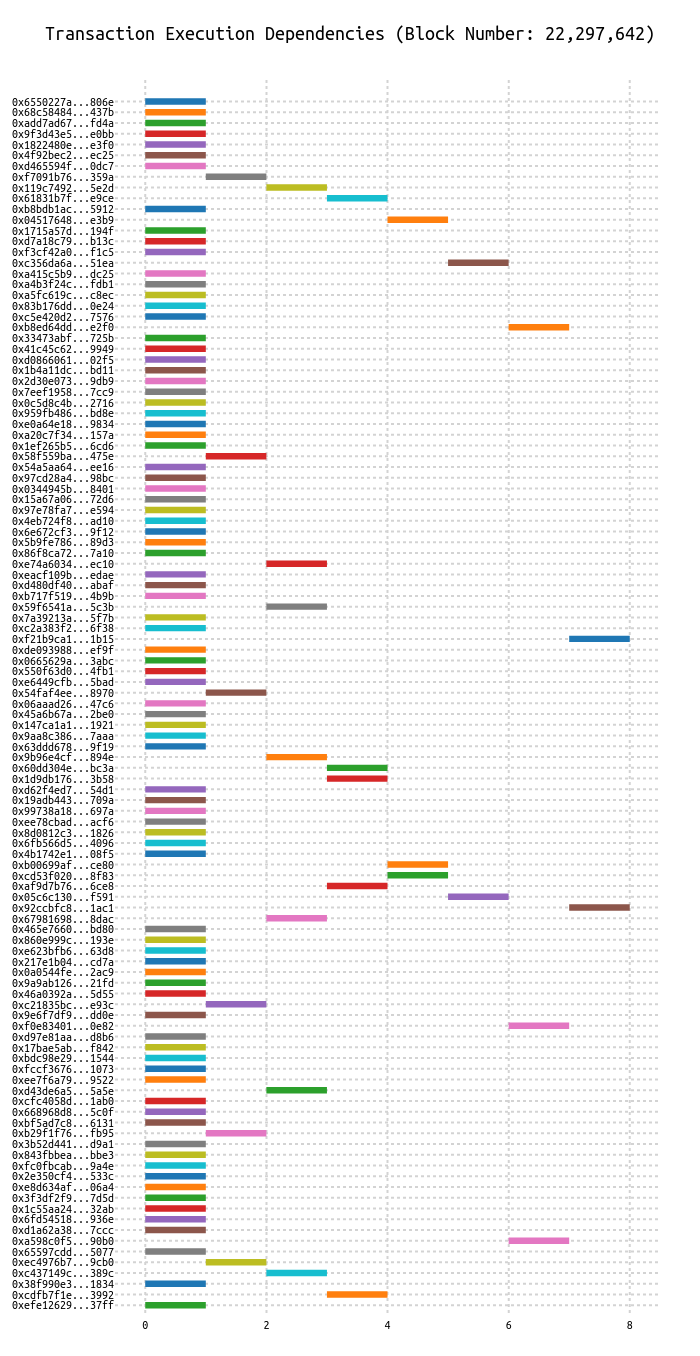 Transaction Execution Dependencies (Block Number: 22,297,642)
0x6550227a...806e
0x68c58484...437b
0xadd7ad67...fd4a
0x9f3d43e5...e0bb
0x1822480e...e3f0
0x4f92bec2...ec25
0xd465594f...0dc7
0xf7091b76...359a
0x119c7492...5e2d
0x61831b7f...e9ce
0xb8bdb1ac...5912
0x04517648...e3b9
0x1715a57d...194f
0xd7a18c79...b13c
0xf3cf42a0...f1c5
0xc356da6a...51ea
0xa415c5b9...dc25
0xa4b3f24c...fdb1
0xa5fc619c...c8ec
0x83b176dd...0e24
0xc5e420d2...7576
0xb8ed64dd...e2f0
0x33473abf...725b
0x41c45c62...9949
0xd0866061...02f5
0x1b4a11dc...bd11
0x2d30e073...9db9
0x7eef1958...7cc9
0x0c5d8c4b...2716
0x959fb486...bd8e
0xe0a64e18...9834
0xa20c7f34...157a
0x1ef265b5...6cd6
0x58f559ba...475e
0x54a5aa64...ee16
0x97cd28a4...98bc
0x0344945b...8401
0x15a67a06...72d6
0x97e78fa7...e594
0x4eb724f8...ad10
0x6e672cf3...9f12
0x5b9fe786...89d3
0x86f8ca72...7a10
0xe74a6034...ec10
0xeacf109b...edae
0xd480df40...abaf
0xb717f519...4b9b
0x59f6541a...5c3b
0x7a39213a...5f7b
0xc2a383f2...6f38
0xf21b9ca1...1b15
0xde093988...ef9f
0x0665629a...3abc
0x550f63d0...4fb1
0xe6449cfb...5bad
0x54faf4ee...8970
0x06aaad26...47c6
0x45a6b67a...2be0
0x147ca1a1...1921
0x9aa8c386...7aaa
0x63ddd678...9f19
0x9b96e4cf...894e
0x60dd304e...bc3a
0x1d9db176...3b58
0xd62f4ed7...54d1
0x19adb443...709a
0x99738a18...697a
0xee78cbad...acf6
0x8d0812c3...1826
0x6fb566d5...4096
0x4b1742e1...08f5
0xb00699af...ce80
0xcd53f020...8f83
0xaf9d7b76...6ce8
0x05c6c130...f591
0x92ccbfc8...1ac1
0x67981698...8dac
0x465e7660...bd80
0x860e999c...193e
0xe623bfb6...63d8
0x217e1b04...cd7a
0x0a0544fe...2ac9
0x9a9ab126...21fd
0x46a0392a...5d55
0xc21835bc...e93c
0x9e6f7df9...dd0e
0xf0e83401...0e82
0xd97e81aa...d8b6
0x17bae5ab...f842
0xbdc98e29...1544
0xfccf3676...1073
0xee7f6a79...9522
0xd43de6a5...5a5e
0xcfc4058d...1ab0
0x668968d8...5c0f
0xbf5ad7c8...6131
0xb29f1f76...fb95
0x3b52d441...d9a1
0x843fbbea...bbe3
0xfc0fbcab...9a4e
0x2e350cf4...533c
0xe8d634af...06a4
0x3f3df2f9...7d5d
0x1c55aa24...32ab
0x6fd54518...936e
0xd1a62a38...7ccc
0xa598c0f5...90b0
0x65597cdd...5077
0xec4976b7...9cb0
0xc437149c...389c
0x38f990e3...1834
0xcdfb7f1e...3992
0xefe12629...37ff
0 2 4 6 8